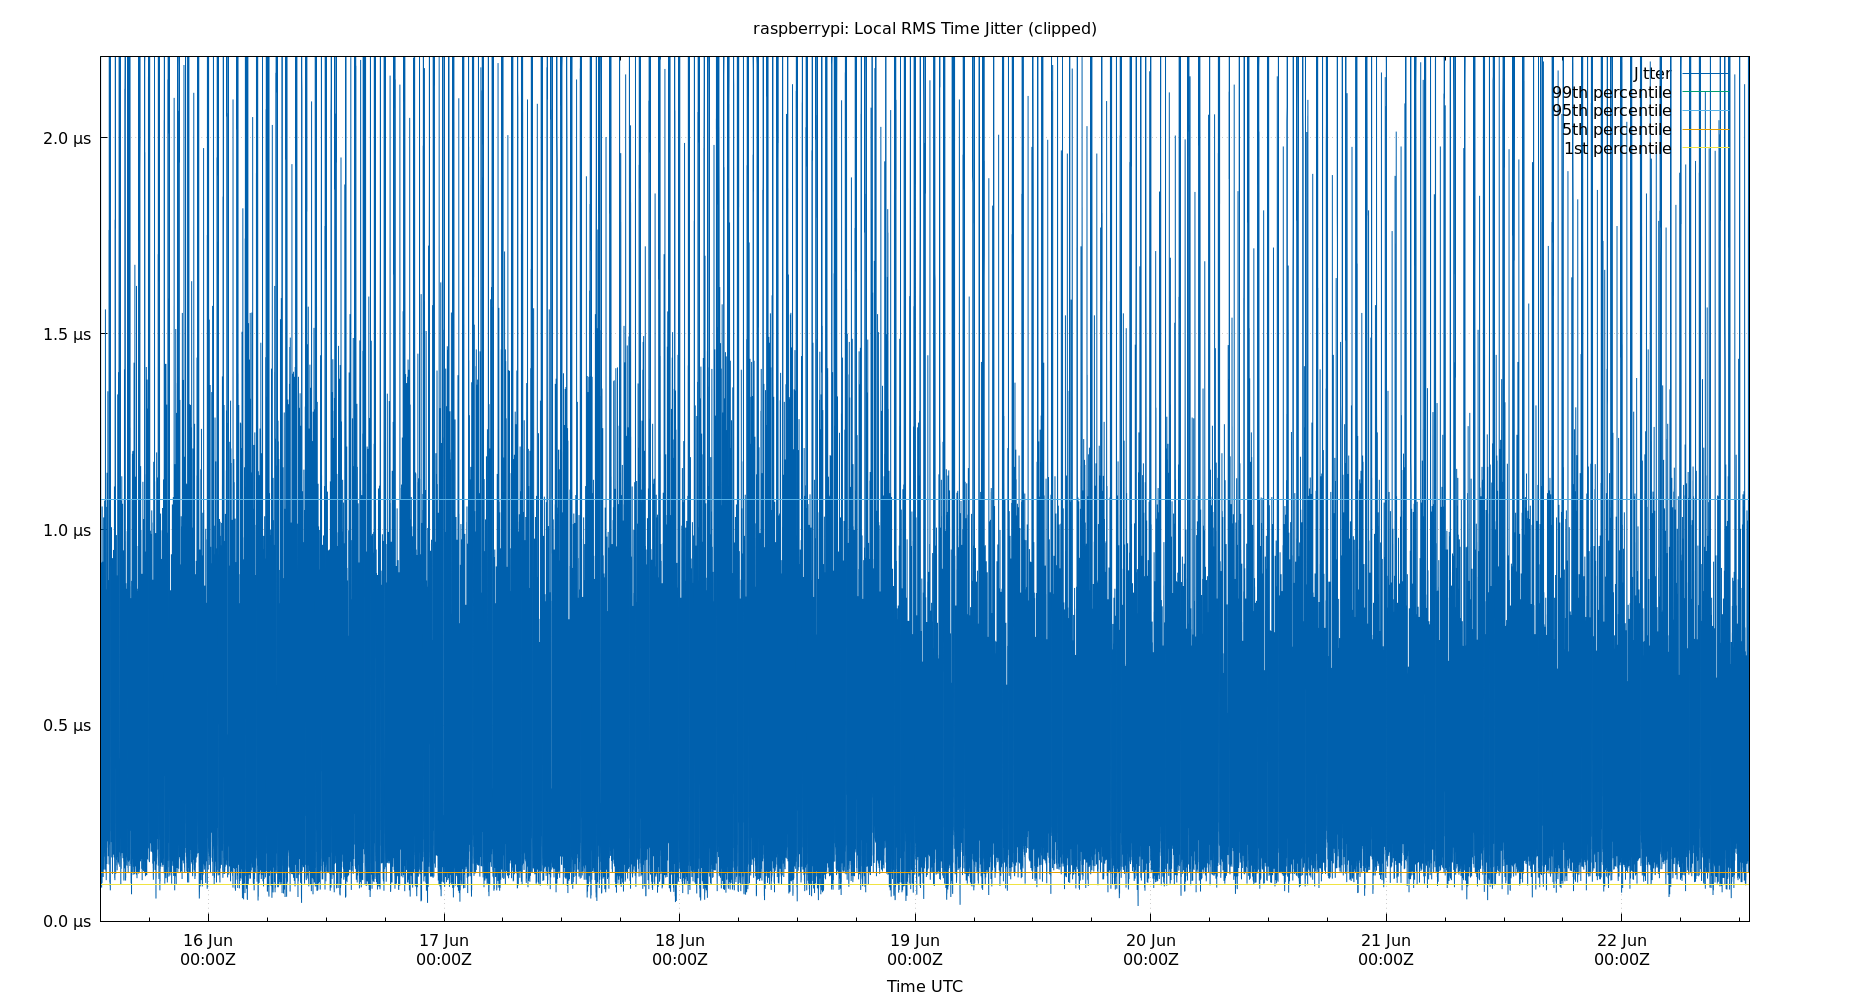 raspberrypi: Local RMS Time Jitter (clipped)
Jitter
99th percentile
95th percentile
5th percentile
1st percentile
2.0 µs
1.5 µs
1.0 µs
0.5 µs
0.0 µs
16 Jun 17 Jun 18 Jun 19 Jun 20 Jun 21 Jun 22 Jun
00:00Z 00:00Z 00:00Z 00:00Z 00:00Z 00:00Z 00:00Z
Time UTC